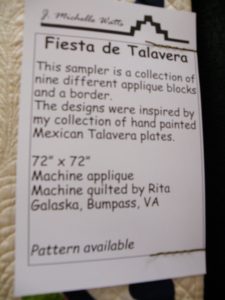 J. Michelle Watts
Fiesta de Talavera
This sampler is a collection of
nine different applique blocks
and a border.
The designs were inspired by
my collection of hand painted
Mexican Talavera plates.
72" x 72"
Machine applique
Machine quilted by Rita
Galaska, Bumpass, VA
Pattern available